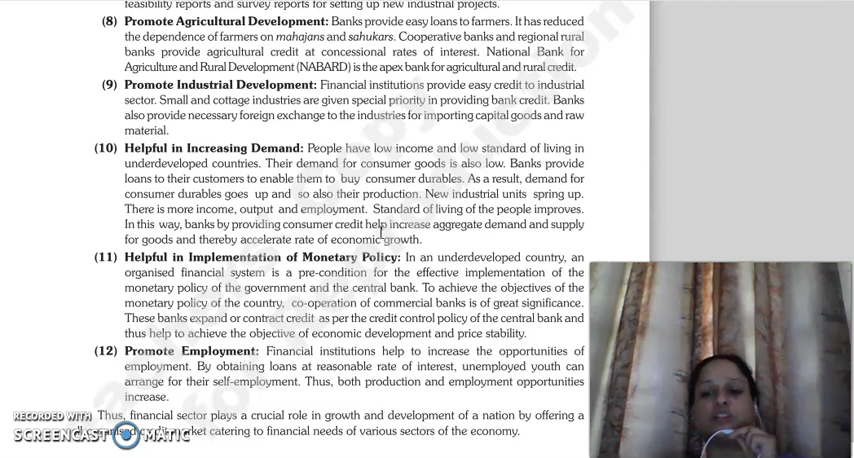 feasibility reports and survey reports for setting up new industrial projects.
(8) Promote Agricultural Development: Banks provide easy loans to farmers. It has reduced
the dependence of farmers on mahajans and sahukars. Cooperative banks and regional rural
banks provide agricultural credit at concessional rates of interest. National Bank for
Agriculture and Rural Development (NABARD) is the apex bank for agricultural and rural credit.
(9) Promote Industrial Development: Financial institutions provide easy credit to industrial
sector. Small and cottage industries are given special priority in providing bank credit. Banks
also provide necessary foreign exchange to the industries for importing capital goods and raw
material.
(10) Helpful in Increasing Demand: People have low income and low standard of living in
underdeveloped countries. Their demand for consumer goods is also low. Banks provide
loans to their customers to enable them to buy consumer durables. As a result, demand for
consumer durables goes up and so also their production. New industrial units spring up.
There is more income, output and employment. Standard of living of the people improves.
In this way, banks by providing consumer credit help increase aggregate demand and supply
for goods and thereby accelerate rate of economic growth.
(11) Helpful in Implementation of Monetary Policy: In an underdeveloped country, an
organised financial system is a pre-condition for the effective implementation of the
monetary policy of the government and the central bank. To achieve the objectives of the
monetary policy of the country, co-operation of commercial banks is of great significance.
These banks expand or contract credit as per the credit control policy of the central bank and
thus help to achieve the objective of economic development and price stability.
(12) Promote Employment: Financial institutions help to increase the opportunities of
employment. By obtaining loans at reasonable rate of interest, unemployed youth can
arrange for their self-employment. Thus, both production and employment opportunities
increase.
Thus, financial sector plays a crucial role in growth and development of a nation by offering a
market catering to financial needs of various sectors of the economy.
RECORDED WITH
SCREENCAST MATIC